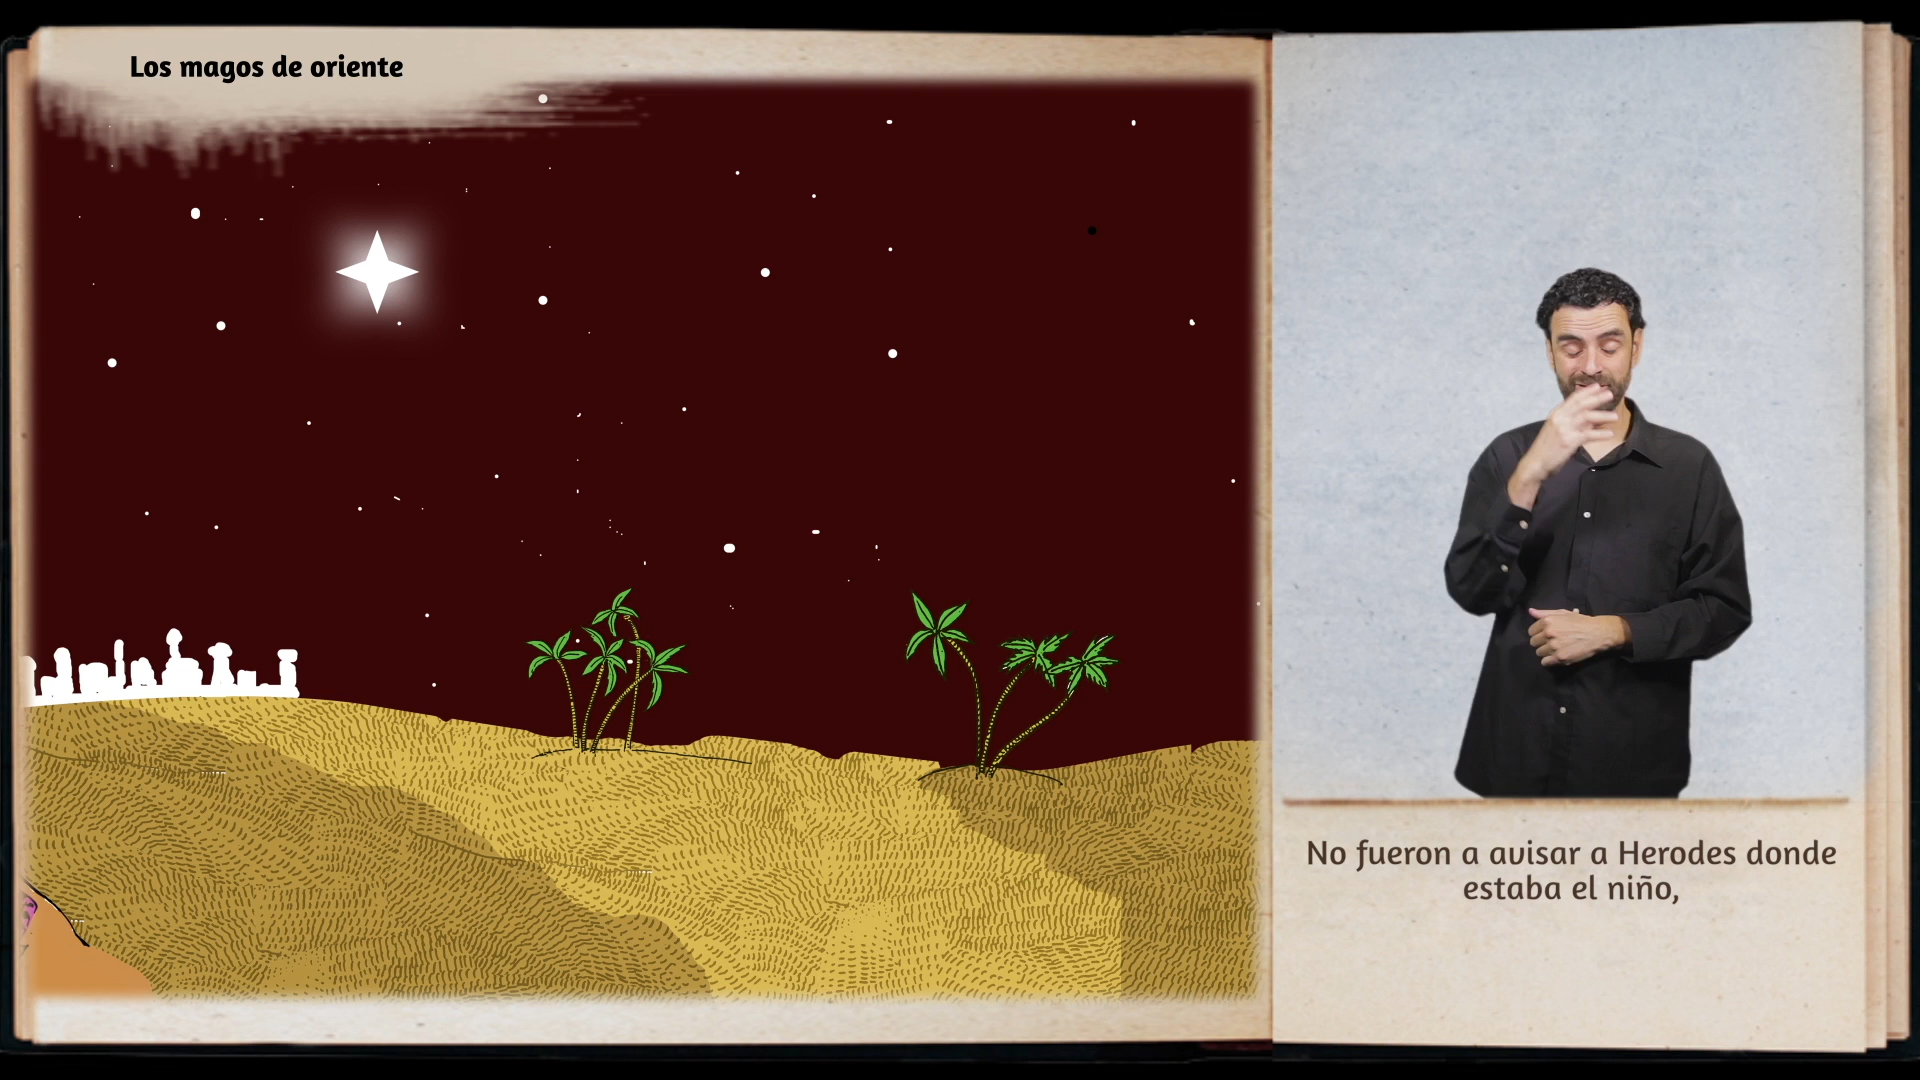 Los magos de oriente
No fueron a avisar a Herodes donde
estaba el niño,